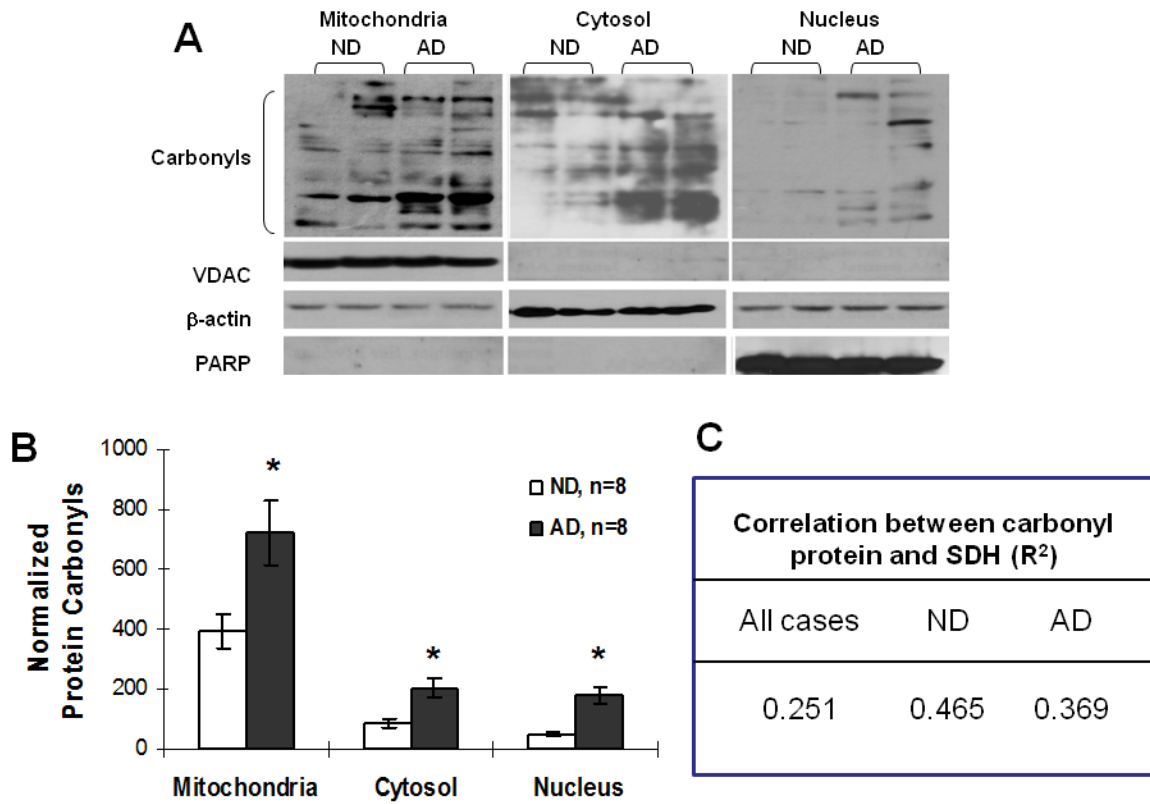 A
Mitochondria
Cytosol
Nucleus
ND
AD
ND
AD
ND
AD
Carbonyls
VDAC
β-actin
PARP
B
Normalized
Protein Carbonyls
1000
800
600
400
200
0
*
*
*
ND, n=8
AD, n=8
Mitochondria
Cytosol
Nucleus
C
Correlation between carbonyl
protein and SDH (R²)
All cases
ND
AD
0.251
0.465
0.369